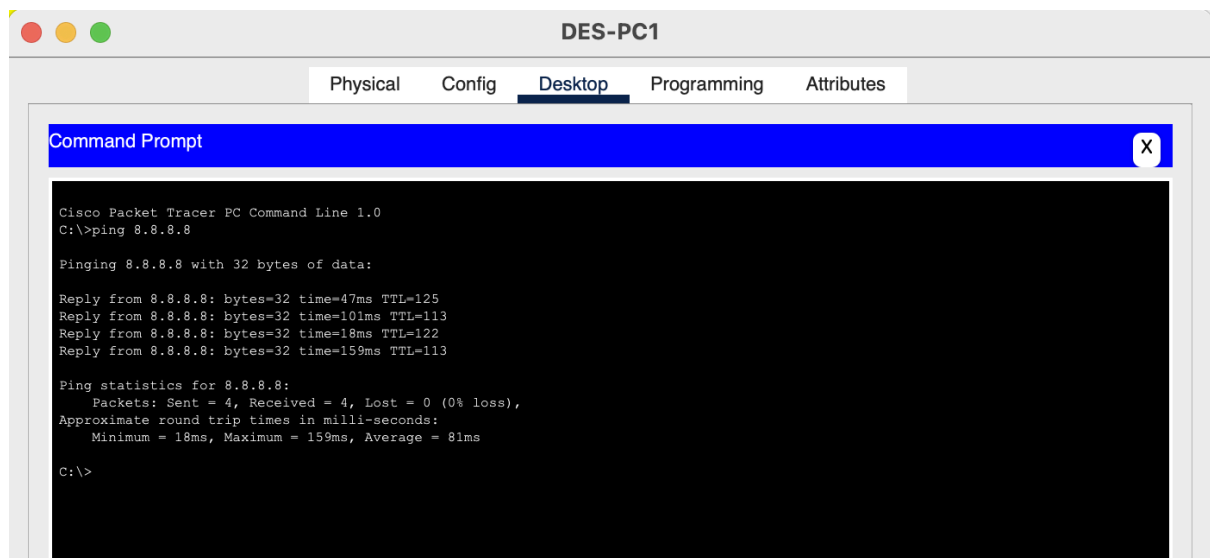 DES-PC1
Physical Config Desktop Programming Attributes
Command Prompt
X
Cisco Packet Tracer PC Command Line 1.0
C:\>ping 8.8.8.8
Pinging 8.8.8.8 with 32 bytes of data:
Reply from 8.8.8.8: bytes=32 time=47ms TTL=125
Reply from 8.8.8.8: bytes=32 time=101ms TTL=113
Reply from 8.8.8.8: bytes=32 time=18ms TTL=122
Reply from 8.8.8.8: bytes=32 time=159ms TTL=113
Ping statistics for 8.8.8.8:
Packets: Sent = 4, Received = 4, Lost = 0 (0% loss),
Approximate round trip times in milli-seconds:
Minimum = 18ms, Maximum = 159ms, Average = 81ms
C:\>